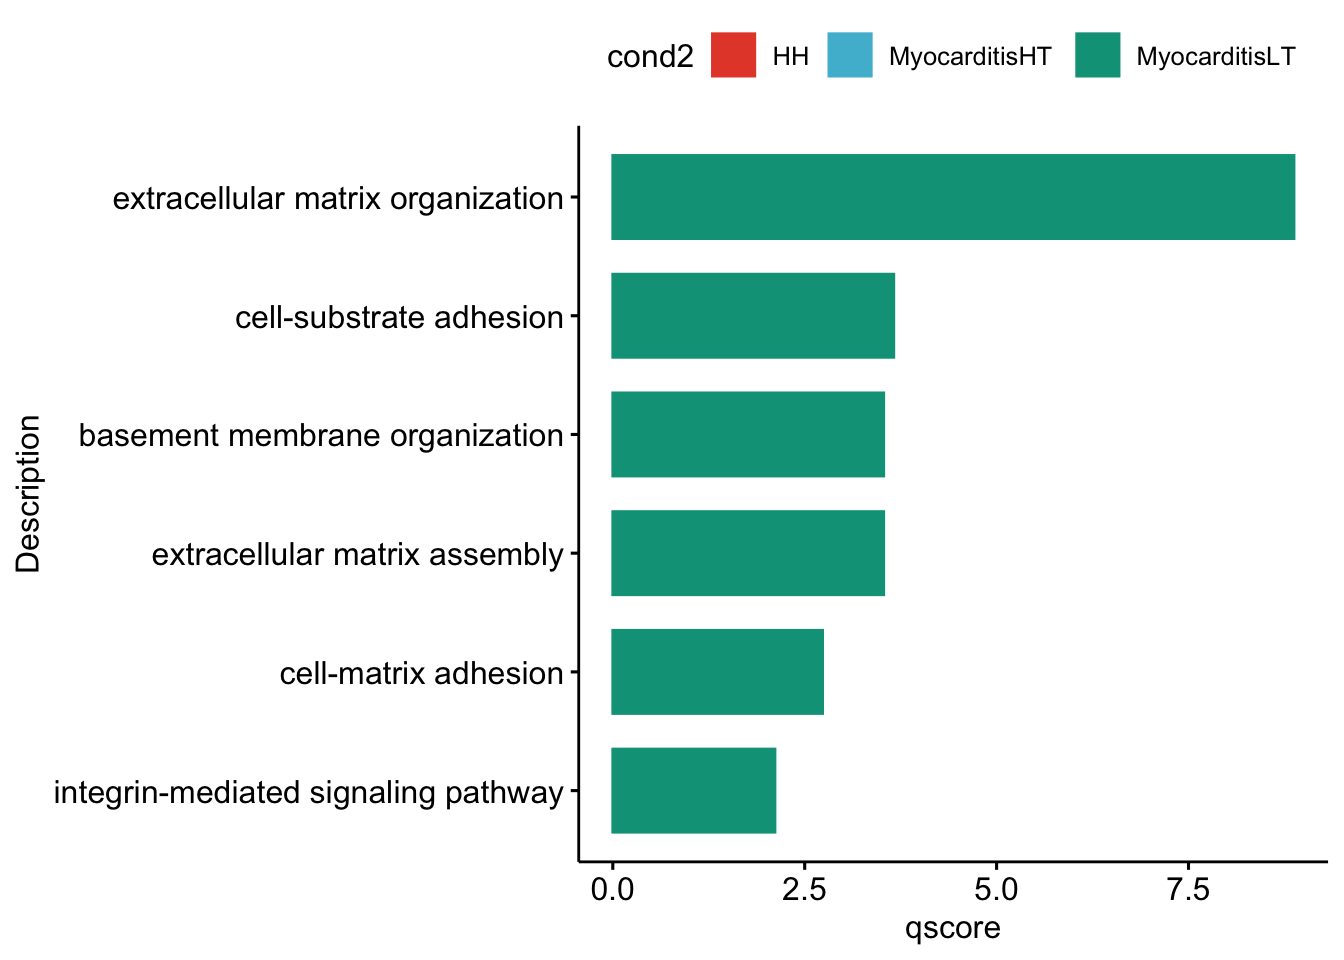 cond2 HH MyocarditisHT MyocarditisLT
extracellular matrix organization
cell-substrate adhesion
basement membrane organization
extracellular matrix assembly
cell-matrix adhesion
integrin-mediated signaling pathway
Description
0.0 2.5 5.0 7.5
qscore